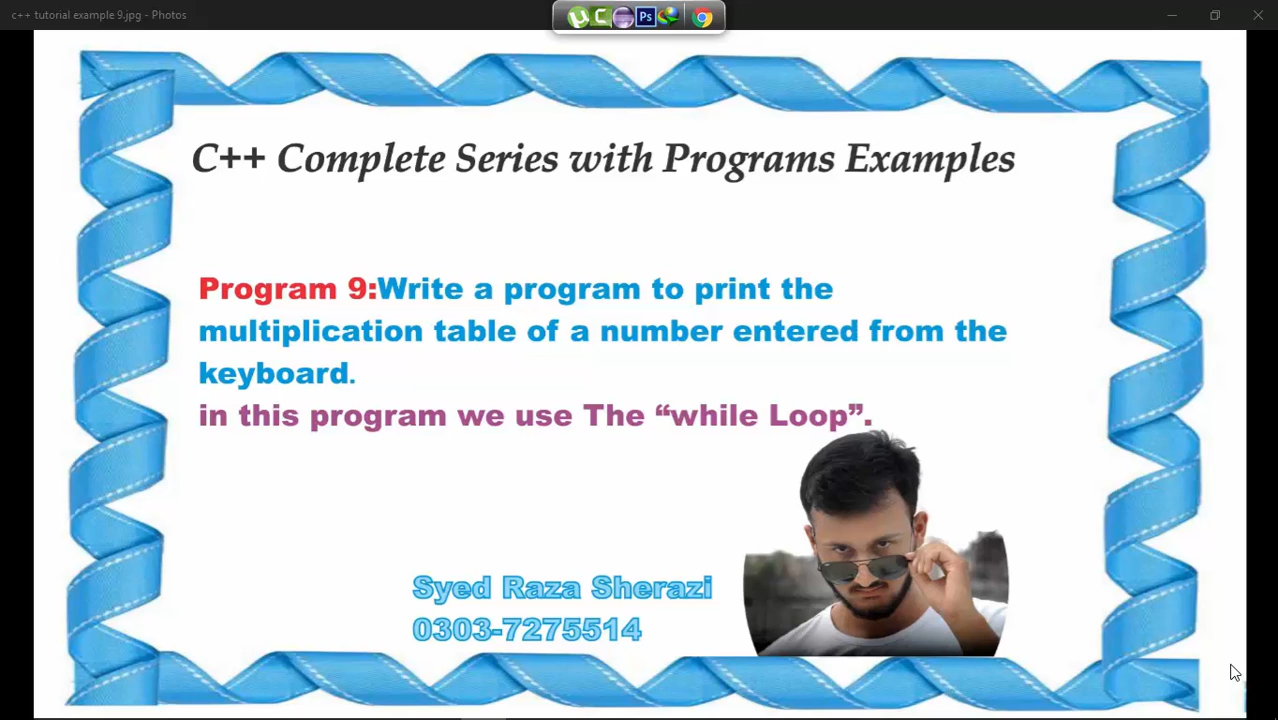 c++ tutorial example 9.jpg - Photos
Ps
C++ Complete Series with Programs Examples
Program 9:Write a program to print the
multiplication table of a number entered from the
keyboard.
in this program we use The “while Loop”.
Syed Raza Sherazi
0303-7275514